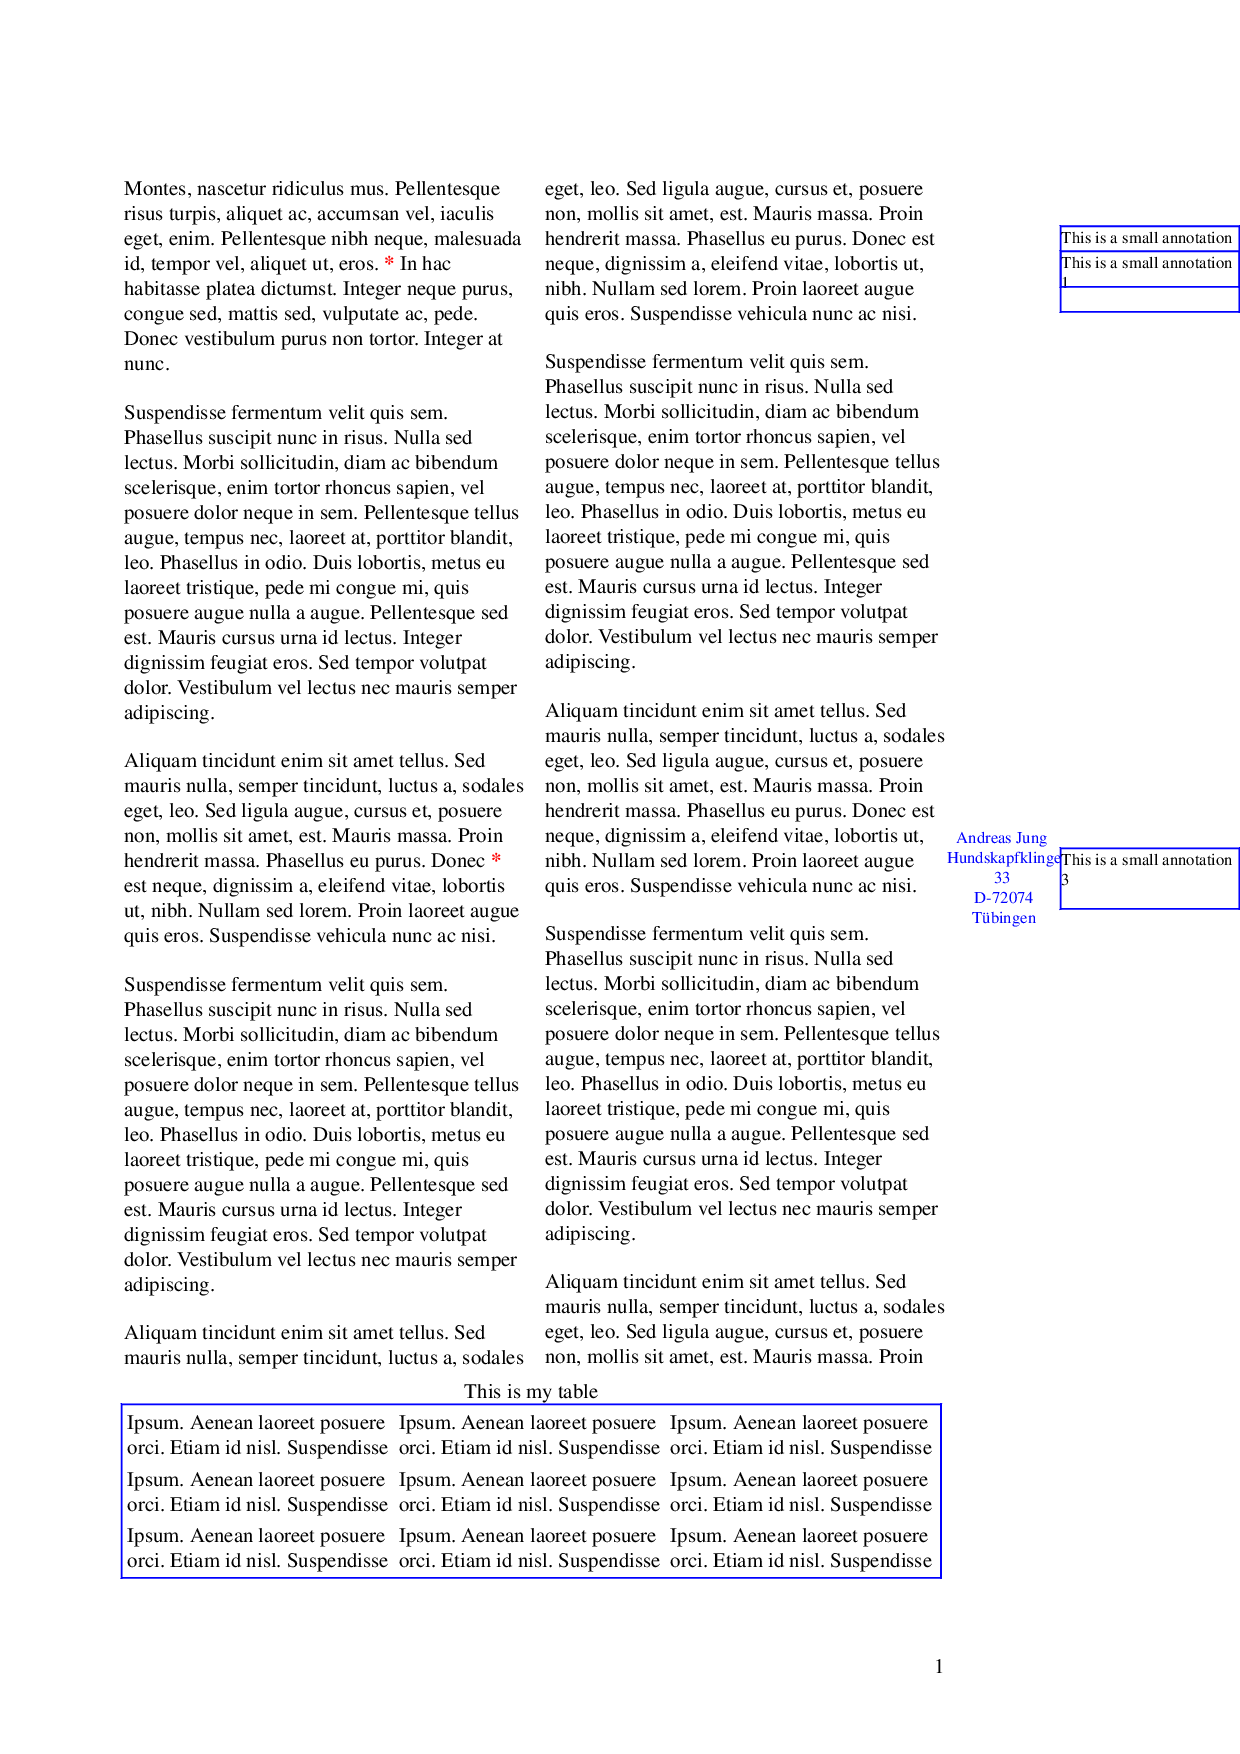 Montes, nascetur ridiculus mus. Pellentesque
risus turpis, aliquet ac, accumsan vel, iaculis
eget, enim. Pellentesque nibh neque, malesuada
id, tempor vel, aliquet ut, eros. * In hac
habitasse platea dictumst. Integer neque purus,
congue sed, mattis sed, vulputate ac, pede.
Donec vestibulum purus non tortor. Integer at
nunc.
Suspendisse fermentum velit quis sem.
Phasellus suscipit nunc in risus. Nulla sed
lectus. Morbi sollicitudin, diam ac bibendum
scelerisque, enim tortor rhoncus sapien, vel
posuere dolor neque in sem. Pellentesque tellus
augue, tempus nec, laoreet at, porttitor blandit,
leo. Phasellus in odio. Duis lobortis, metus eu
laoreet tristique, pede mi congue mi, quis
posuere augue nulla a augue. Pellentesque sed
est. Mauris cursus urna id lectus. Integer
dignissim feugiat eros. Sed tempor volutpat
dolor. Vestibulum vel lectus nec mauris semper
adipiscing.
Aliquam tincidunt enim sit amet tellus. Sed
mauris nulla, semper tincidunt, luctus a, sodales
eget, leo. Sed ligula augue, cursus et, posuere
non, mollis sit amet, est. Mauris massa. Proin
hendrerit massa. Phasellus eu purus. Donec *
est neque, dignissim a, eleifend vitae, lobortis
ut, nibh. Nullam sed lorem. Proin laoreet augue
quis eros. Suspendisse vehicula nunc ac nisi.
Suspendisse fermentum velit quis sem.
Phasellus suscipit nunc in risus. Nulla sed
lectus. Morbi sollicitudin, diam ac bibendum
scelerisque, enim tortor rhoncus sapien, vel
posuere dolor neque in sem. Pellentesque tellus
augue, tempus nec, laoreet at, porttitor blandit,
leo. Phasellus in odio. Duis lobortis, metus eu
laoreet tristique, pede mi congue mi, quis
posuere augue nulla a augue. Pellentesque sed
est. Mauris cursus urna id lectus. Integer
dignissim feugiat eros. Sed tempor volutpat
dolor. Vestibulum vel lectus nec mauris semper
adipiscing.
Aliquam tincidunt enim sit amet tellus. Sed
mauris nulla, semper tincidunt, luctus a, sodales
eget, leo. Sed ligula augue, cursus et, posuere
non, mollis sit amet, est. Mauris massa. Proin
hendrerit massa. Phasellus eu purus. Donec est
neque, dignissim a, eleifend vitae, lobortis ut,
nibh. Nullam sed lorem. Proin laoreet augue
quis eros. Suspendisse vehicula nunc ac nisi.
Suspendisse fermentum velit quis sem.
Phasellus suscipit nunc in risus. Nulla sed
lectus. Morbi sollicitudin, diam ac bibendum
scelerisque, enim tortor rhoncus sapien, vel
posuere dolor neque in sem. Pellentesque tellus
augue, tempus nec, laoreet at, porttitor blandit,
leo. Phasellus in odio. Duis lobortis, metus eu
laoreet tristique, pede mi congue mi, quis
posuere augue nulla a augue. Pellentesque sed
est. Mauris cursus urna id lectus. Integer
dignissim feugiat eros. Sed tempor volutpat
dolor. Vestibulum vel lectus nec mauris semper
adipiscing.
Aliquam tincidunt enim sit amet tellus. Sed
mauris nulla, semper tincidunt, luctus a, sodales
eget, leo. Sed ligula augue, cursus et, posuere
non, mollis sit amet, est. Mauris massa. Proin
hendrerit massa. Phasellus eu purus. Donec est
neque, dignissim a, eleifend vitae, lobortis ut,
nibh. Nullam sed lorem. Proin laoreet augue
quis eros. Suspendisse vehicula nunc ac nisi.
Suspendisse fermentum velit quis sem.
Phasellus suscipit nunc in risus. Nulla sed
lectus. Morbi sollicitudin, diam ac bibendum
scelerisque, enim tortor rhoncus sapien, vel
posuere dolor neque in sem. Pellentesque tellus
augue, tempus nec, laoreet at, porttitor blandit,
leo. Phasellus in odio. Duis lobortis, metus eu
laoreet tristique, pede mi congue mi, quis
posuere augue nulla a augue. Pellentesque sed
est. Mauris cursus urna id lectus. Integer
dignissim feugiat eros. Sed tempor volutpat
dolor. Vestibulum vel lectus nec mauris semper
adipiscing.
Aliquam tincidunt enim sit amet tellus. Sed
mauris nulla, semper tincidunt, luctus a, sodales
eget, leo. Sed ligula augue, cursus et, posuere
non, mollis sit amet, est. Mauris massa. Proin
This is a small annotation
This is a small annotation
1
Andreas Jung
Hundskapfklinge
33
D-72074
Tübingen
This is a small annotation
3
This is my table
Ipsum. Aenean laoreet posuere Ipsum. Aenean laoreet posuere Ipsum. Aenean laoreet posuere
orci. Etiam id nisl. Suspendisse orci. Etiam id nisl. Suspendisse orci. Etiam id nisl. Suspendisse
Ipsum. Aenean laoreet posuere Ipsum. Aenean laoreet posuere Ipsum. Aenean laoreet posuere
orci. Etiam id nisl. Suspendisse orci. Etiam id nisl. Suspendisse orci. Etiam id nisl. Suspendisse
Ipsum. Aenean laoreet posuere Ipsum. Aenean laoreet posuere Ipsum. Aenean laoreet posuere
orci. Etiam id nisl. Suspendisse orci. Etiam id nisl. Suspendisse orci. Etiam id nisl. Suspendisse
1